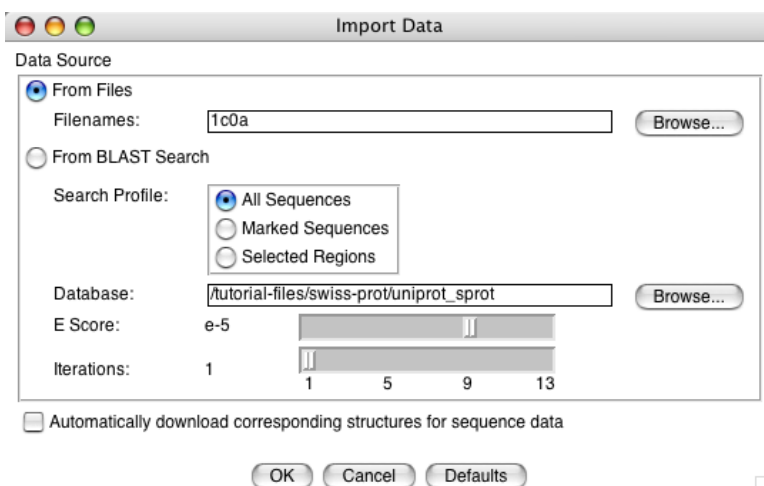 Import Data
Data Source
From Files
Filenames: 1c0a Browse...
From BLAST Search
Search Profile: All Sequences
Marked Sequences
Selected Regions
Database: /tutorial-files/swiss-prot/uniprot_sprot Browse...
E Score: e-5
Iterations: 1
1 5 9 13
Automatically download corresponding structures for sequence data
OK Cancel Defaults